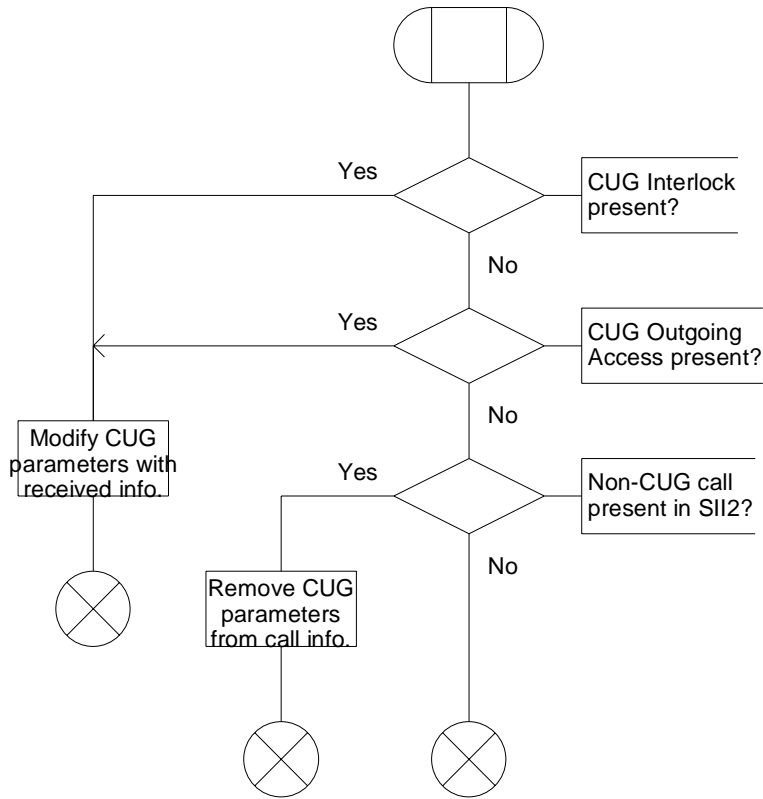 Yes
CUG Interlock
present?
No
Yes
CUG Outgoing
Access present?
No
Modify CUG
parameters with
received info.
Yes
Non-CUG call
present in SII2?
No
Remove CUG
parameters
from call info.